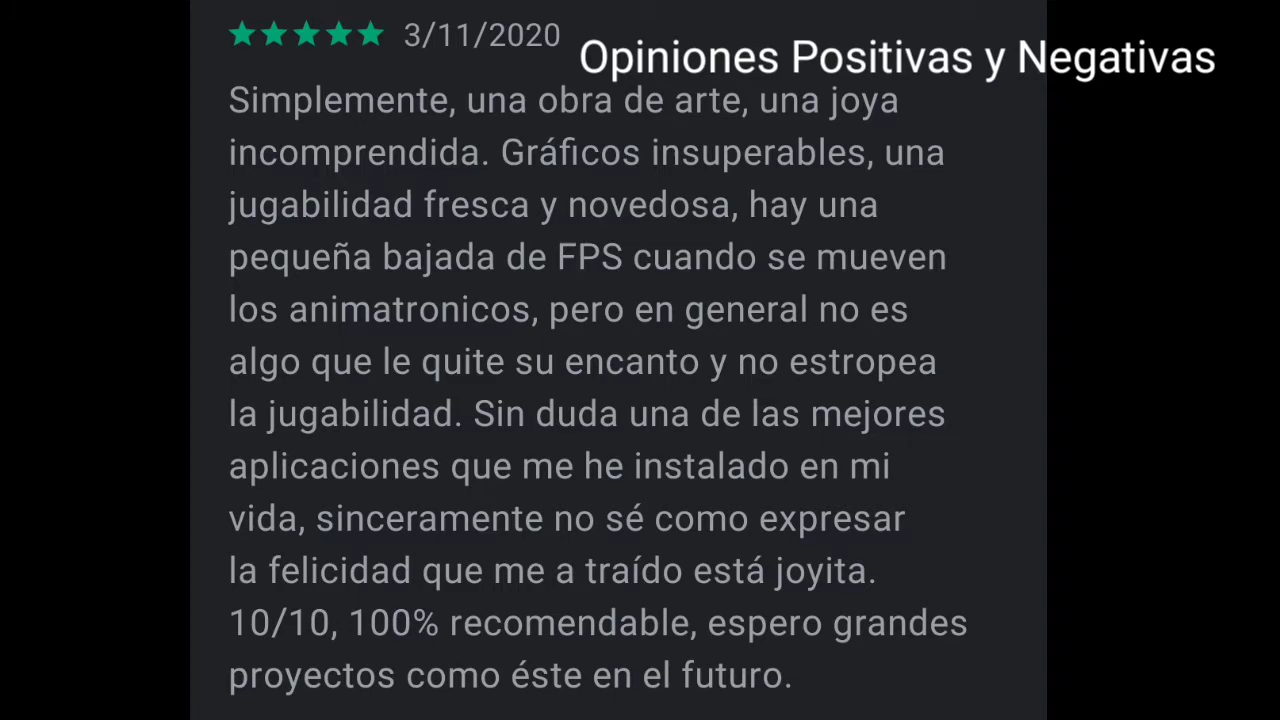 3/11/2020
Opiniones Positivas y Negativas
Simplemente, una obra de arte, una joya
incomprendida. Gráficos insuperables, una
jugabilidad fresca y novedosa, hay una
pequeña bajada de FPS cuando se mueven
los animatronicos, pero en general no es
algo que le quite su encanto y no estropea
la jugabilidad. Sin duda una de las mejores
aplicaciones que me he instalado en mi
vida, sinceramente no sé como expresar
la felicidad que me a traído está joyita.
10/10, 100% recomendable, espero grandes
proyectos como éste en el futuro.